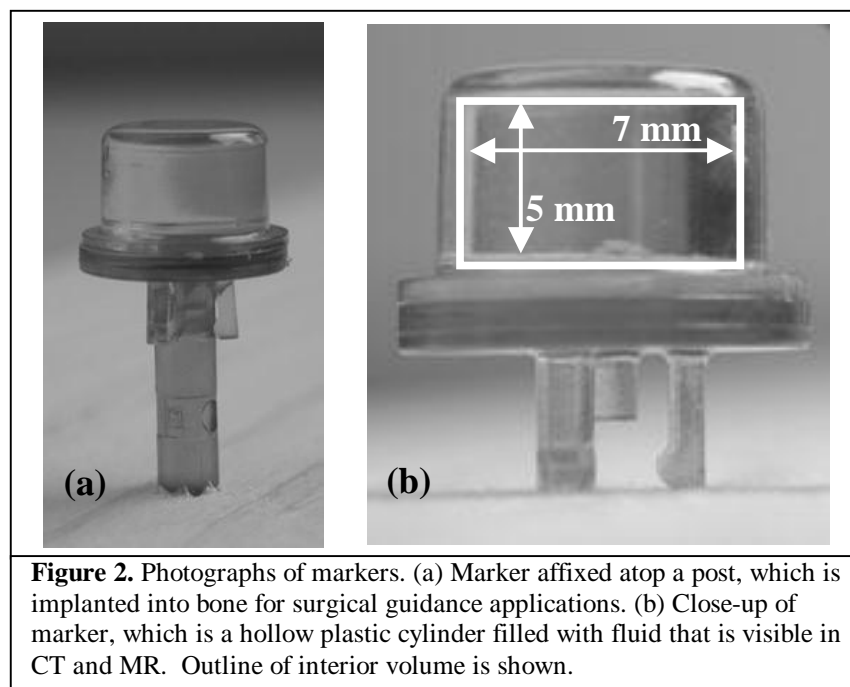 7 mm
5 mm
(a)
(b)
Figure 2. Photographs of markers. (a) Marker affixed atop a post, which is
implanted into bone for surgical guidance applications. (b) Close-up of
marker, which is a hollow plastic cylinder filled with fluid that is visible in
CT and MR.  Outline of interior volume is shown.